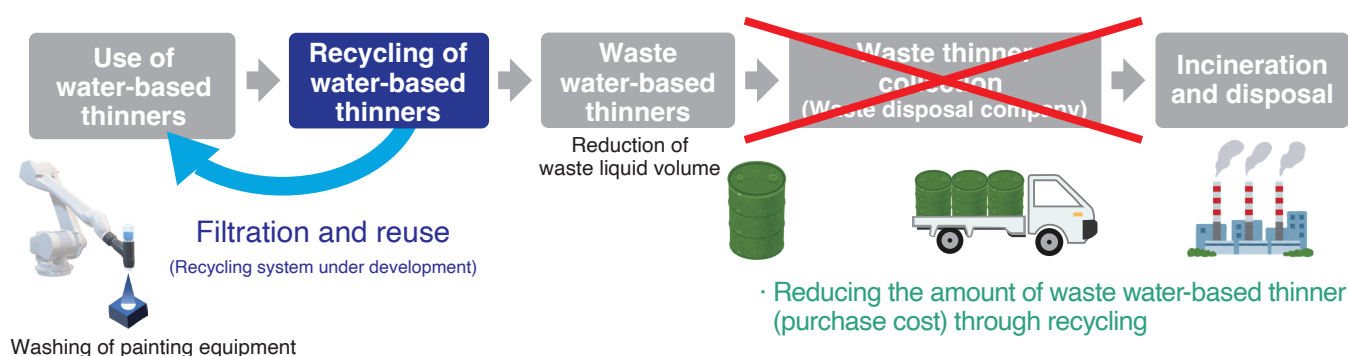 Use of
water-based
thinners
Recycling of
water-based
thinners
Waste
water-based
thinners
Waste thinner
collection
(Waste disposal company)
Incineration
and disposal
Reduction of
waste liquid volume
Filtration and reuse
(Recycling system under development)
· Reducing the amount of waste water-based thinner
(purchase cost) through recycling
Washing of painting equipment